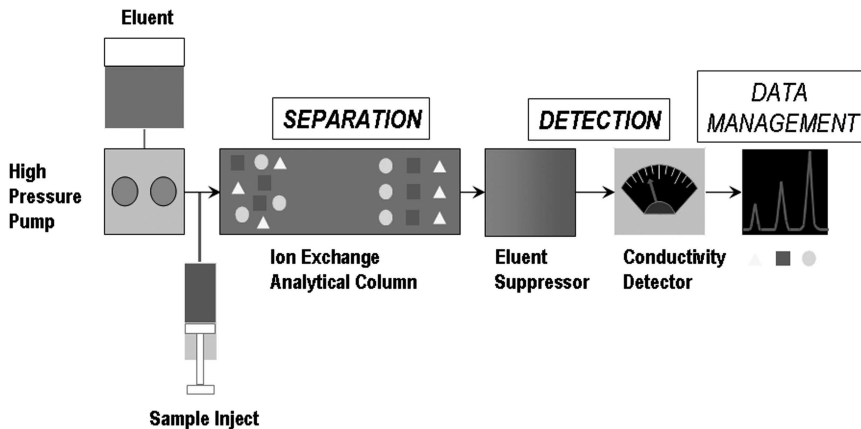 Eluent
SEPARATION
DETECTION
DATA
MANAGEMENT
High
Pressure
Pump
Ion Exchange
Analytical Column
Eluent
Suppressor
Conductivity
Detector
Sample Inject